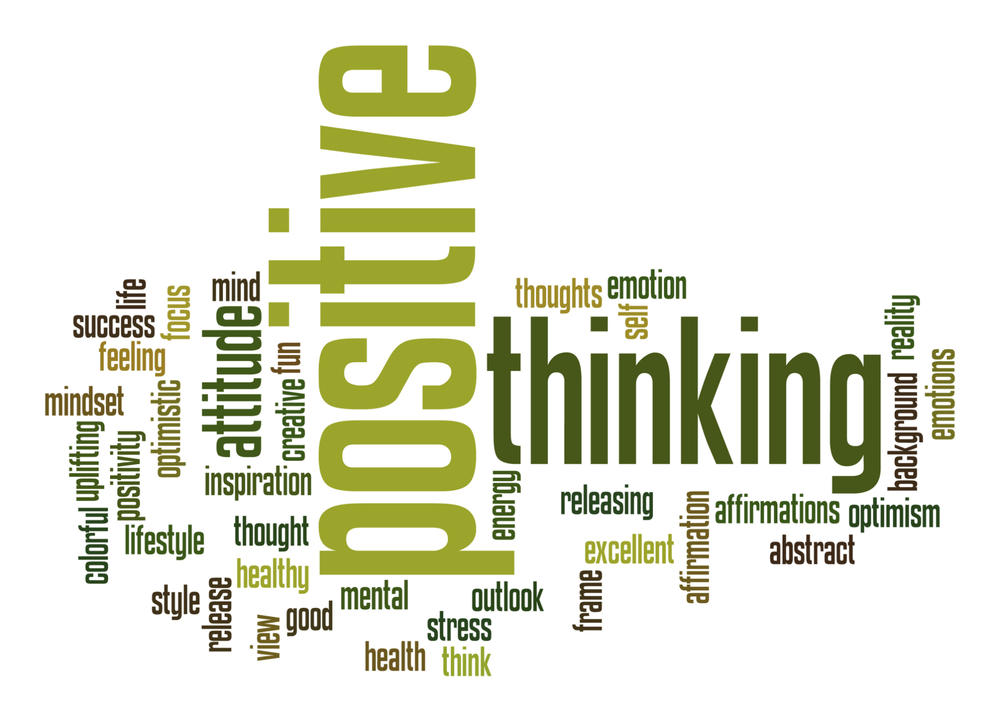 positive
thinking
attitude
mind
life
focus
success
feeling
fun
creative
mindset
optimistic
uplifting
positivity
inspiration
colorful
lifestyle
thought
healthy
style
release
view
good
mental
outlook
stress
health
think
thoughts
emotion
self
reality
emotions
background
energy
releasing
affirmation
affirmations
optimism
excellent
abstract
frame